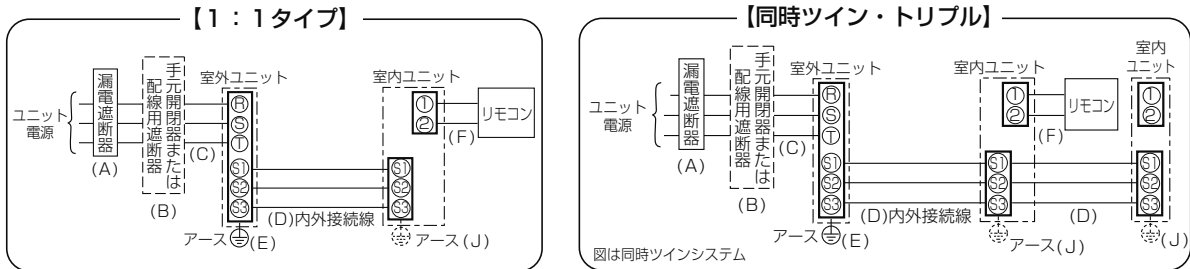 【1：1タイプ】
ユニット
電源
漏電遮断器
(A)
手元開閉器または
配線用遮断器
(B)
(C)
室外ユニット
R
S
T
S1
S2
S3
アース
(E)
(D)内外接続線
室内ユニット
①
②
(F)
リモコン
S1
S2
S3
アース(J)
【同時ツイン・トリプル】
ユニット
電源
漏電遮断器
(A)
手元開閉器または
配線用遮断器
(B)
(C)
室外ユニット
R
S
T
S1
S2
S3
アース
(E)
(D)内外接続線
室内ユニット
①
②
(F)
リモコン
S1
S2
S3
アース(J)
(D)
室内
ユニット
①
②
S1
S2
S3
(J)
図は同時ツインシステム